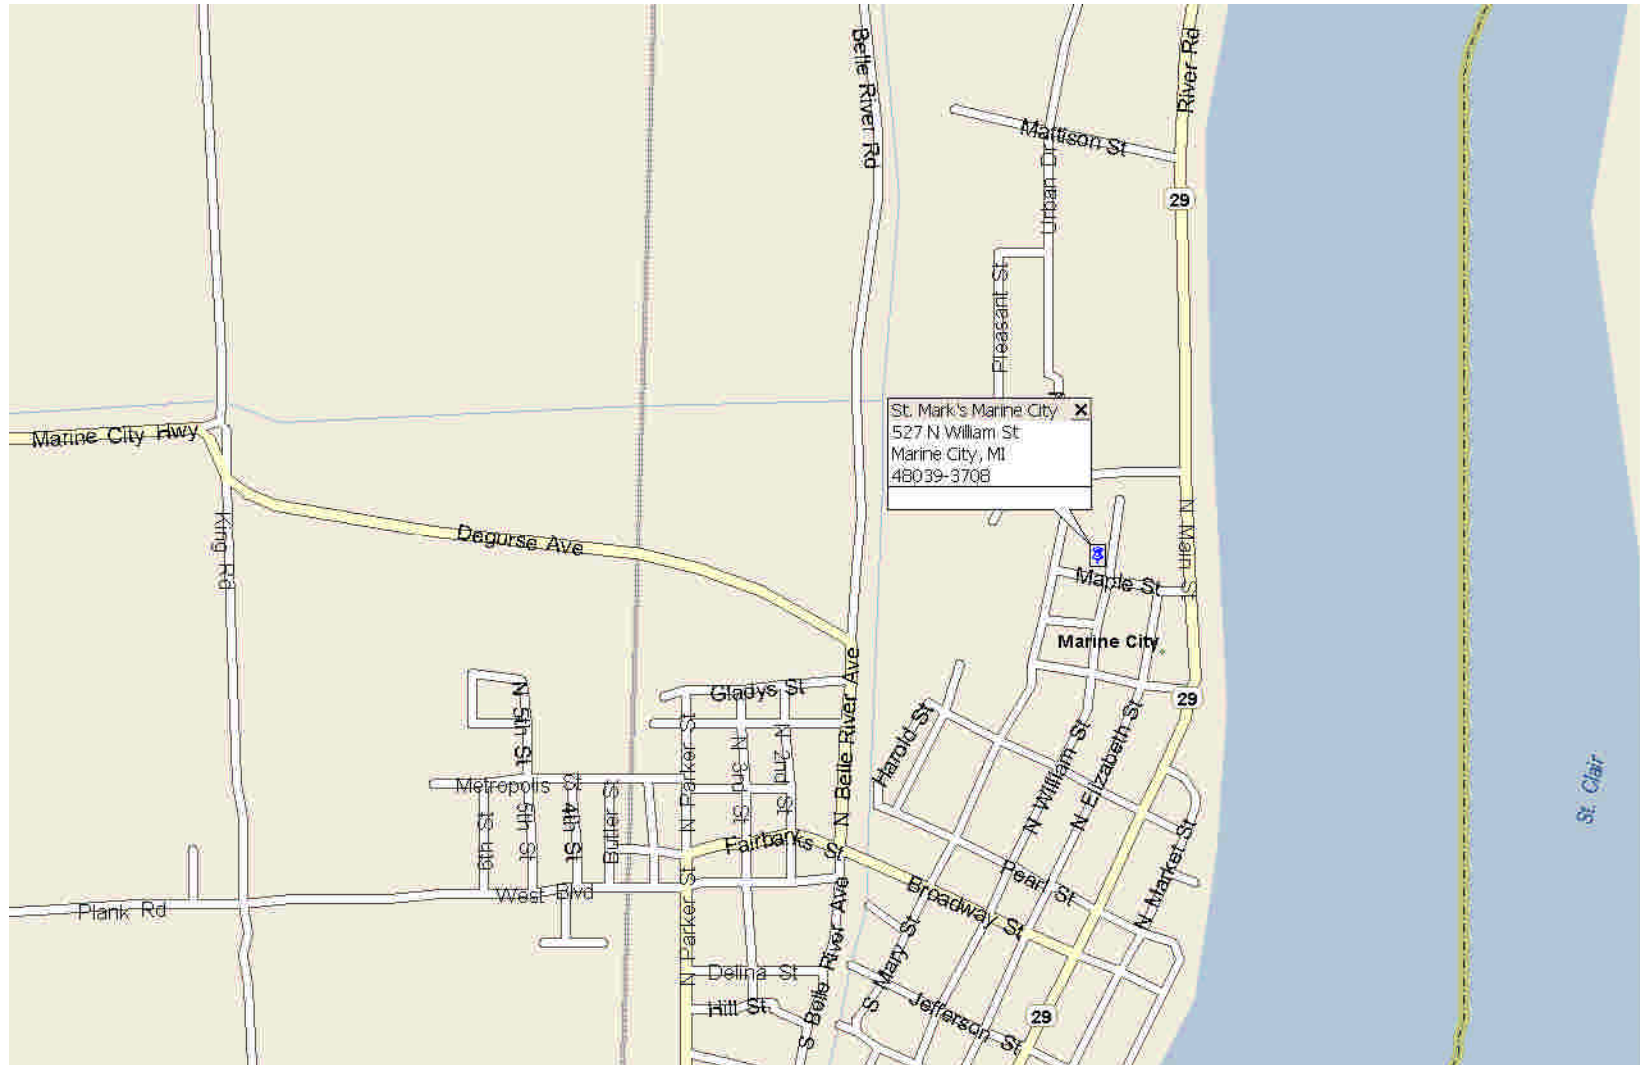 Belle River Rd
River Rd
Mattison St
Urban Dr
29
Pleasant St
St. Mark's Marine City
527 N William St
Marine City, MI
48039-3708
Marine City Hwy
King Rd
Degurse Ave
N Main St
Maple St
Marine City
29
N 5th St
Gladys St
N Belle River Ave
Harold St
N Parker St
N 3rd St
N 2nd St
N William St
N Elizabeth St
Metropolis St
6th St
5th St
4th St
Butler St
Fairbanks St
Pearl St
N Market St
St. Clair
Plank Rd
West Blvd
Broadway St
N Parker St
S Belle River Ave
S Mary St
Delina St
Hill St
Jefferson St
29